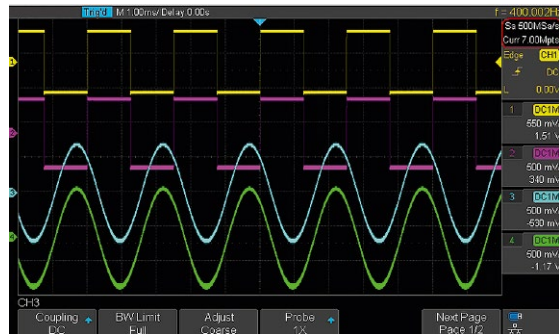 Trig'd M 1.00ms/ Delay:0.00s f = 400.002Hz
Sa 500MSa/s
Curr 7.00Mpts
Edge CH1
DC
L 0.00V
1 DC1M
550 mV/
1.51 V
2 DC1M
500 mV/
340 mV
3 DC1M
500 mV/
-630 mV
4 DC1M
500 mV/
-1.17 V
CH3
Coupling BW Limit Adjust Probe Next Page
DC Full Coarse 1X Page 1/2